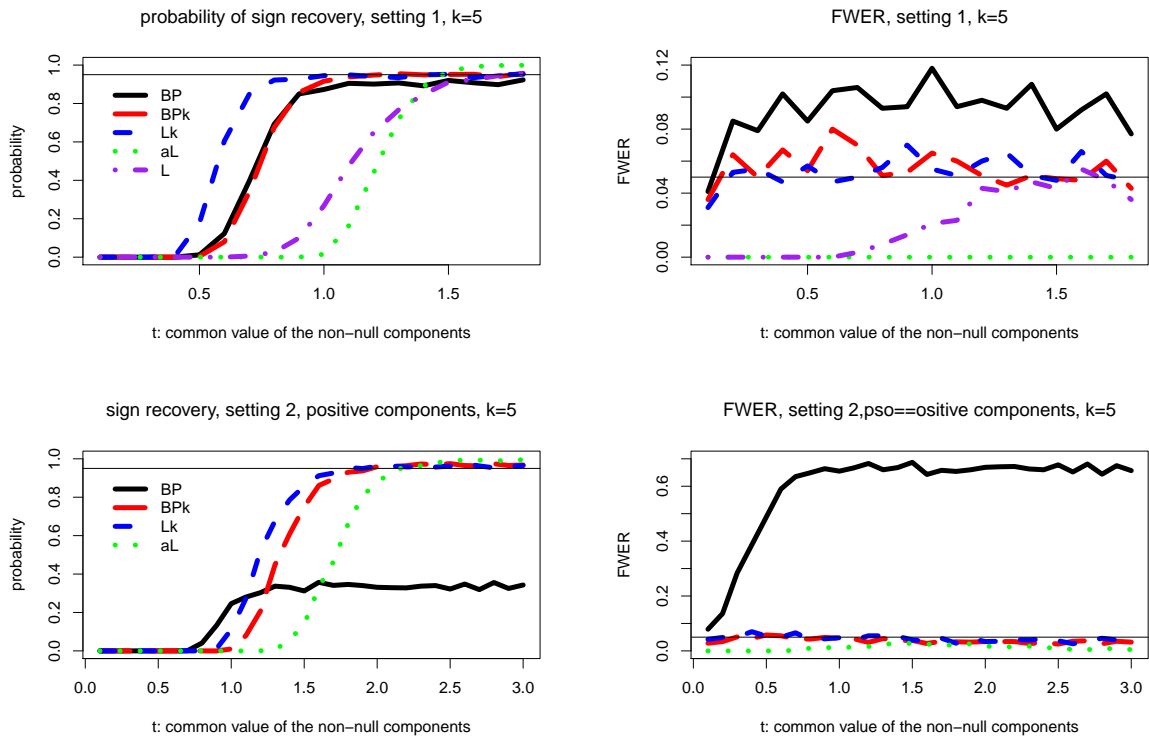 probability of sign recovery, setting 1, k=5
probability
0.0 0.2 0.4 0.6 0.8 1.0
BP
BPk
Lk
aL
L
0.5 1.0 1.5
t: common value of the non−null components
FWER, setting 1, k=5
FWER
0.00 0.04 0.08 0.12
0.5 1.0 1.5
t: common value of the non−null components
sign recovery, setting 2, positive components, k=5
probability
0.0 0.2 0.4 0.6 0.8 1.0
BP
BPk
Lk
aL
0.0 0.5 1.0 1.5 2.0 2.5 3.0
t: common value of the non−null components
FWER, setting 2,pso==ositive components, k=5
FWER
0.0 0.2 0.4 0.6
0.0 0.5 1.0 1.5 2.0 2.5 3.0
t: common value of the non−null components